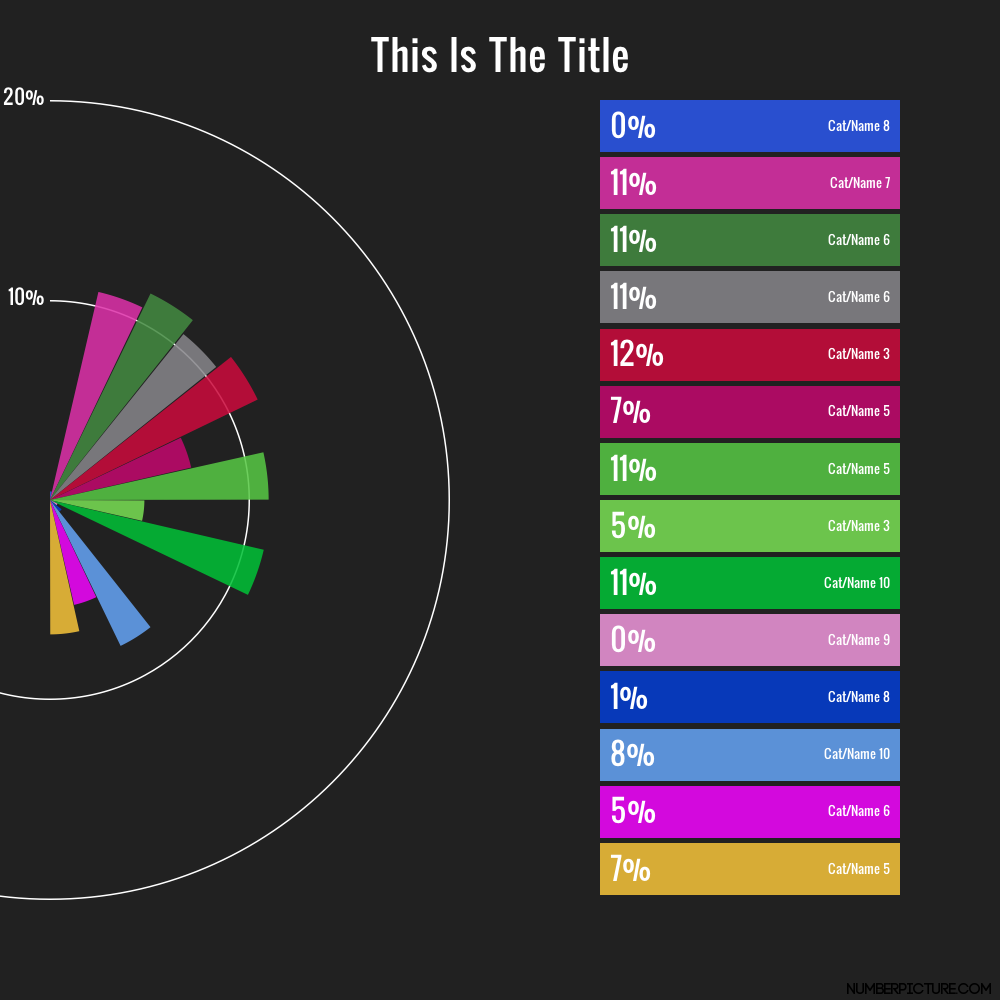 This Is The Title
20%
10%
0% Cat/Name 8
11% Cat/Name 7
11% Cat/Name 6
11% Cat/Name 6
12% Cat/Name 3
7% Cat/Name 5
11% Cat/Name 5
5% Cat/Name 3
11% Cat/Name 10
0% Cat/Name 9
1% Cat/Name 8
8% Cat/Name 10
5% Cat/Name 6
7% Cat/Name 5
NUMBERPICTURE.COM